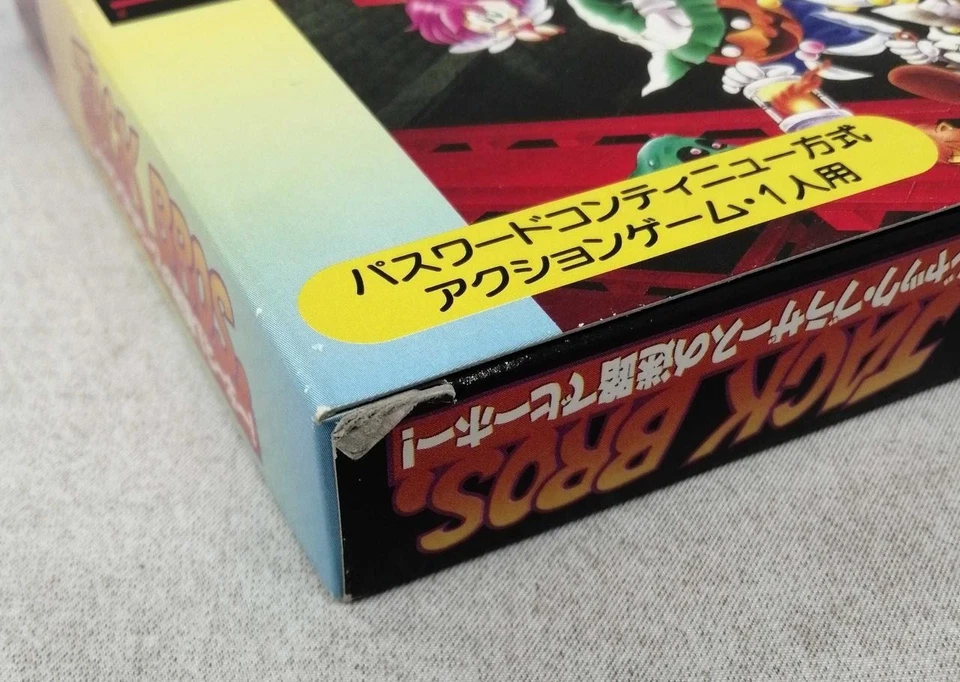 パスワードコンティニュー方式
アクションゲーム・1人用
ジャック・ブラザースの迷路でヒーホー!
JACK BROS.
JACK BROS.